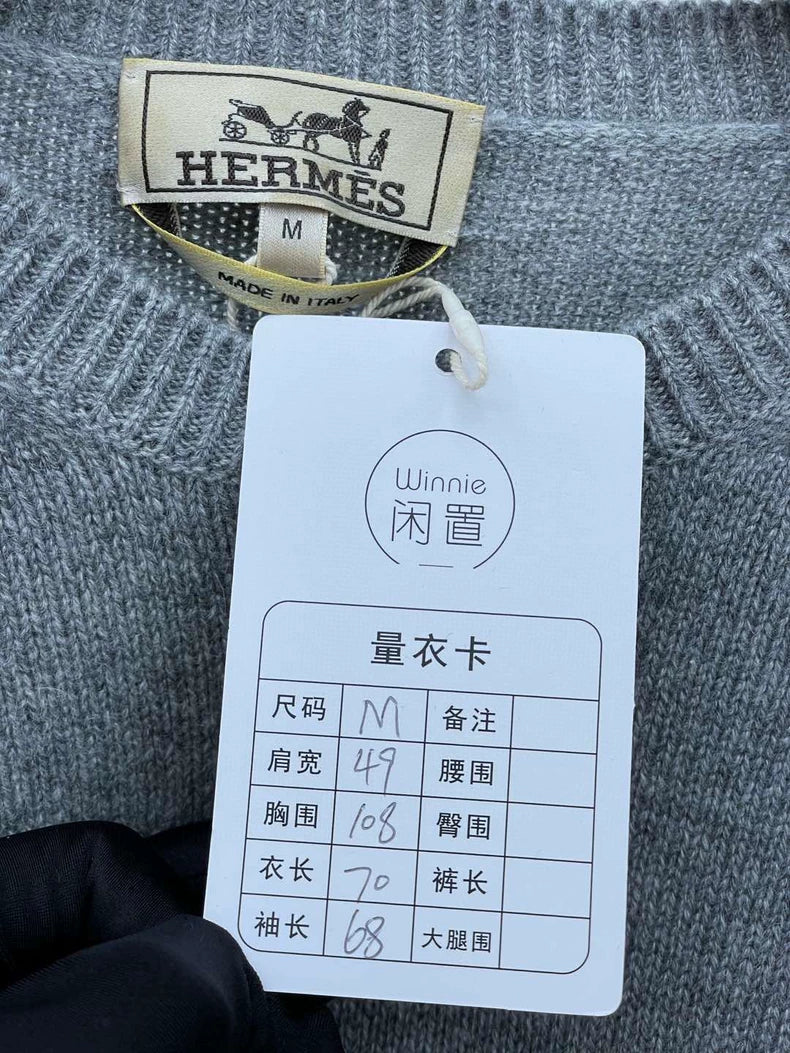 HERMÈS
M
MADE IN ITALY
Winnie
闲置
量衣卡
尺码 M 备注
肩宽 49 腰围
胸围 108 臀围
衣长 70 裤长
袖长 68 大腿围